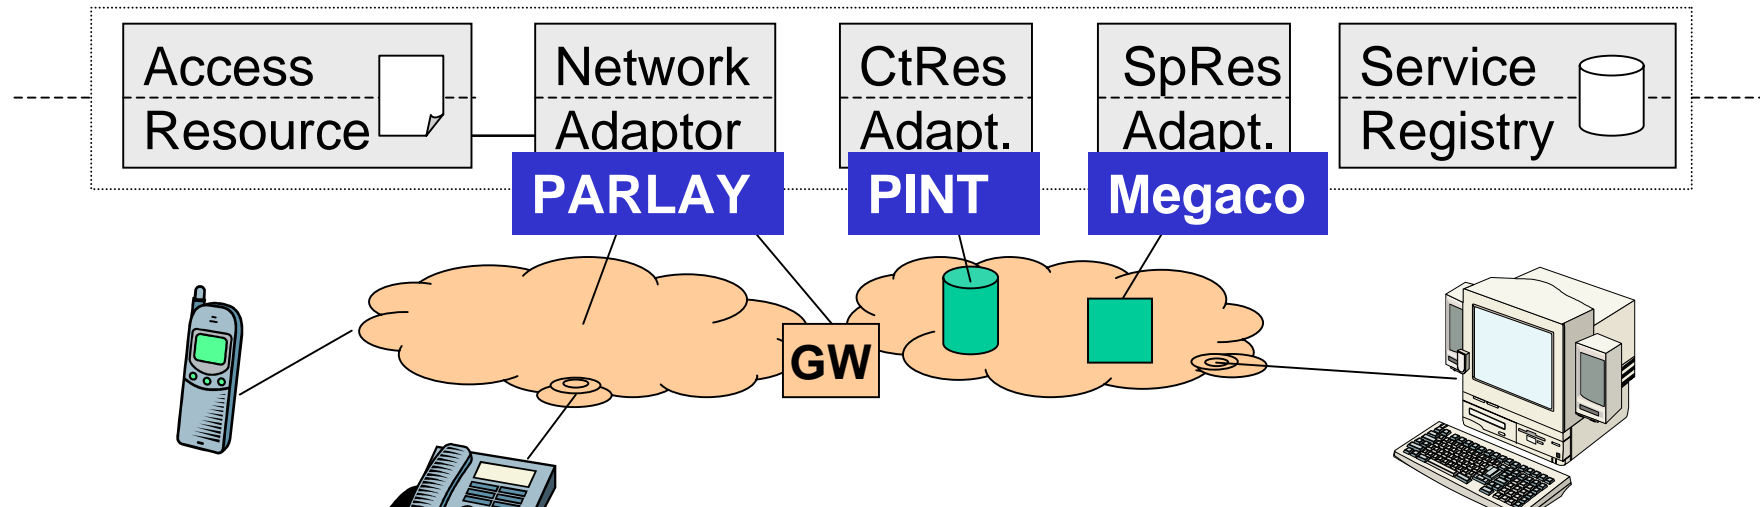 Access
Resource
Network
Adaptor
CtRes
Adapt.
SpRes
Adapt.
Service
Registry
PARLAY
PINT
Megaco
GW